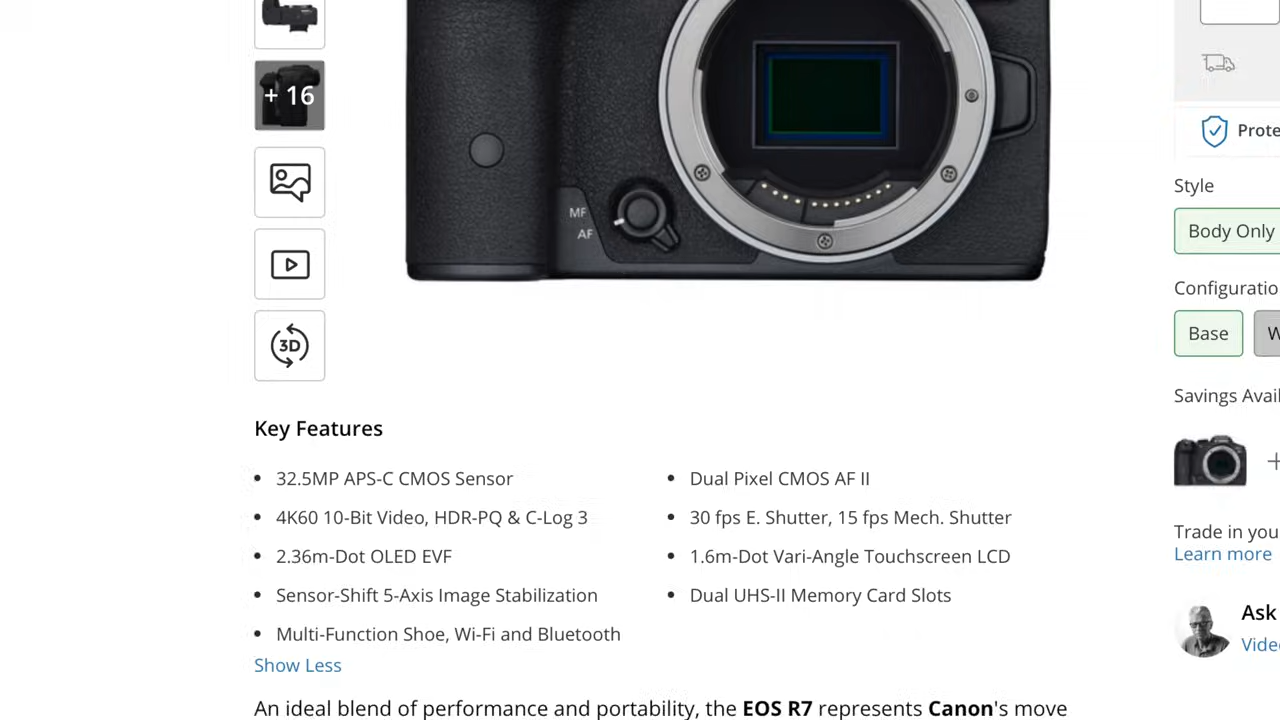 + 16
MF
AF
3D
Key Features
32.5MP APS-C CMOS Sensor
4K60 10-Bit Video, HDR-PQ & C-Log 3
2.36m-Dot OLED EVF
Sensor-Shift 5-Axis Image Stabilization
Multi-Function Shoe, Wi-Fi and Bluetooth
Dual Pixel CMOS AF II
30 fps E. Shutter, 15 fps Mech. Shutter
1.6m-Dot Vari-Angle Touchscreen LCD
Dual UHS-II Memory Card Slots
Show Less
An ideal blend of performance and portability, the EOS R7 represents Canon's move
Prote
Style
Body Only
Configuratio
Base
W
Savings Avail
+
Trade in you
Learn more
Ask
Vide